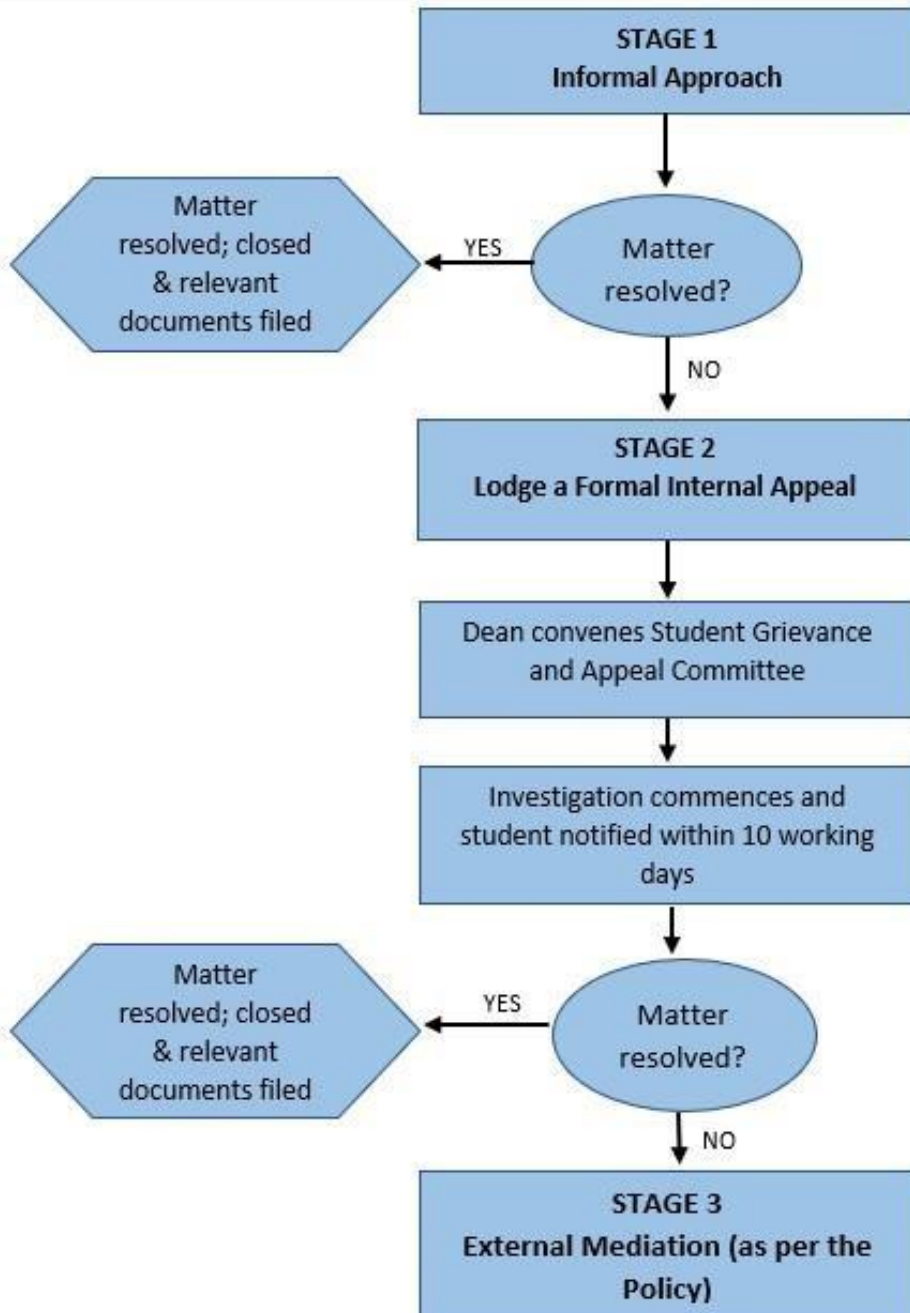 STAGE 1
Informal Approach
Matter
resolved; closed
& relevant
documents filed
YES
Matter
resolved?
NO
STAGE 2
Lodge a Formal Internal Appeal
Dean convenes Student Grievance
and Appeal Committee
Investigation commences and
student notified within 10 working
days
Matter
resolved; closed
& relevant
documents filed
YES
Matter
resolved?
NO
STAGE 3
External Mediation (as per the
Policy)